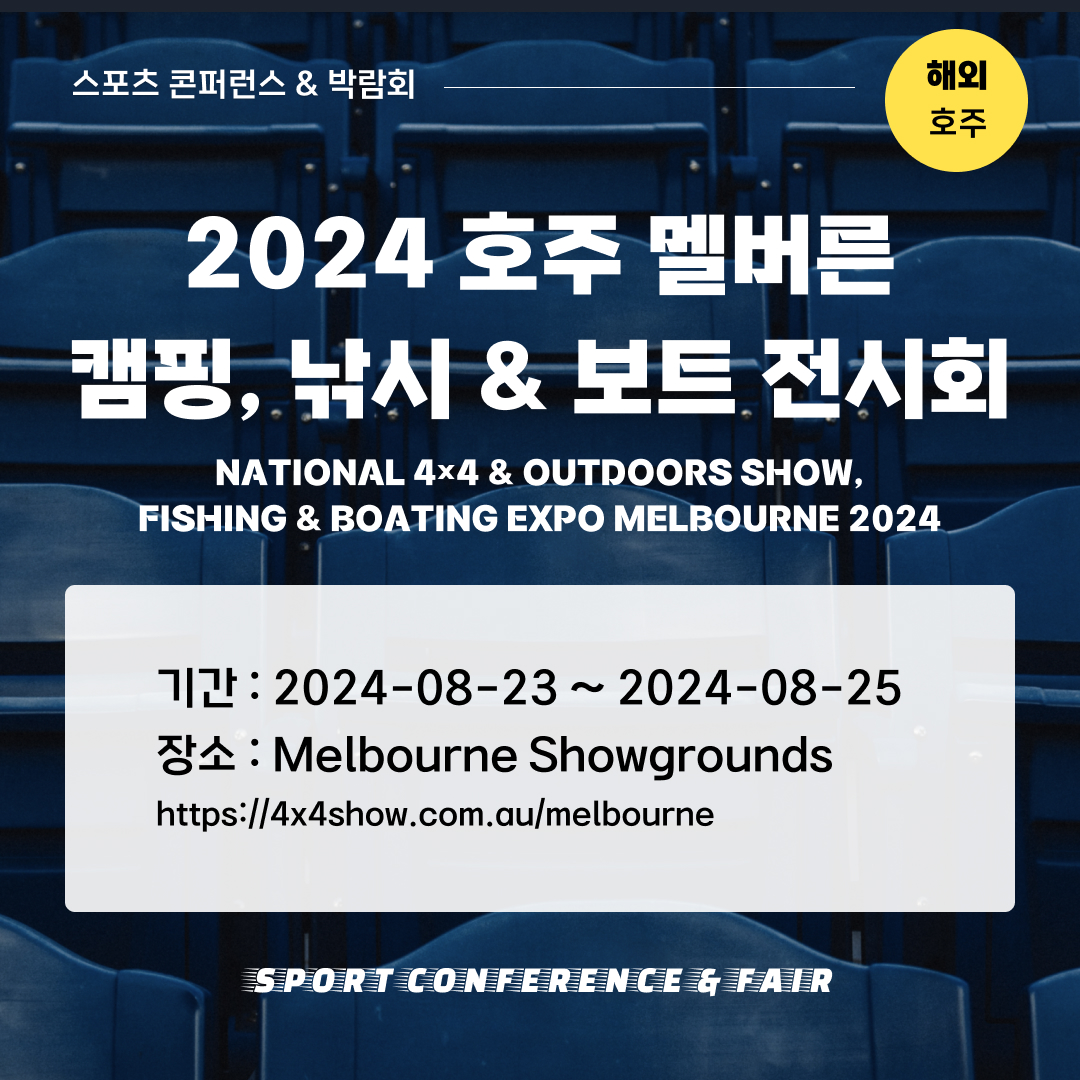 스포츠 콘퍼런스 & 박람회
해외
호주
2024 호주 멜버른
캠핑, 낚시 & 보트 전시회
NATIONAL 4×4 & OUTDOORS SHOW,
FISHING & BOATING EXPO MELBOURNE 2024
기간 : 2024-08-23 ~ 2024-08-25
장소 : Melbourne Showgrounds
https://4x4show.com.au/melbourne
SPORT CONFERENCE & FAIR